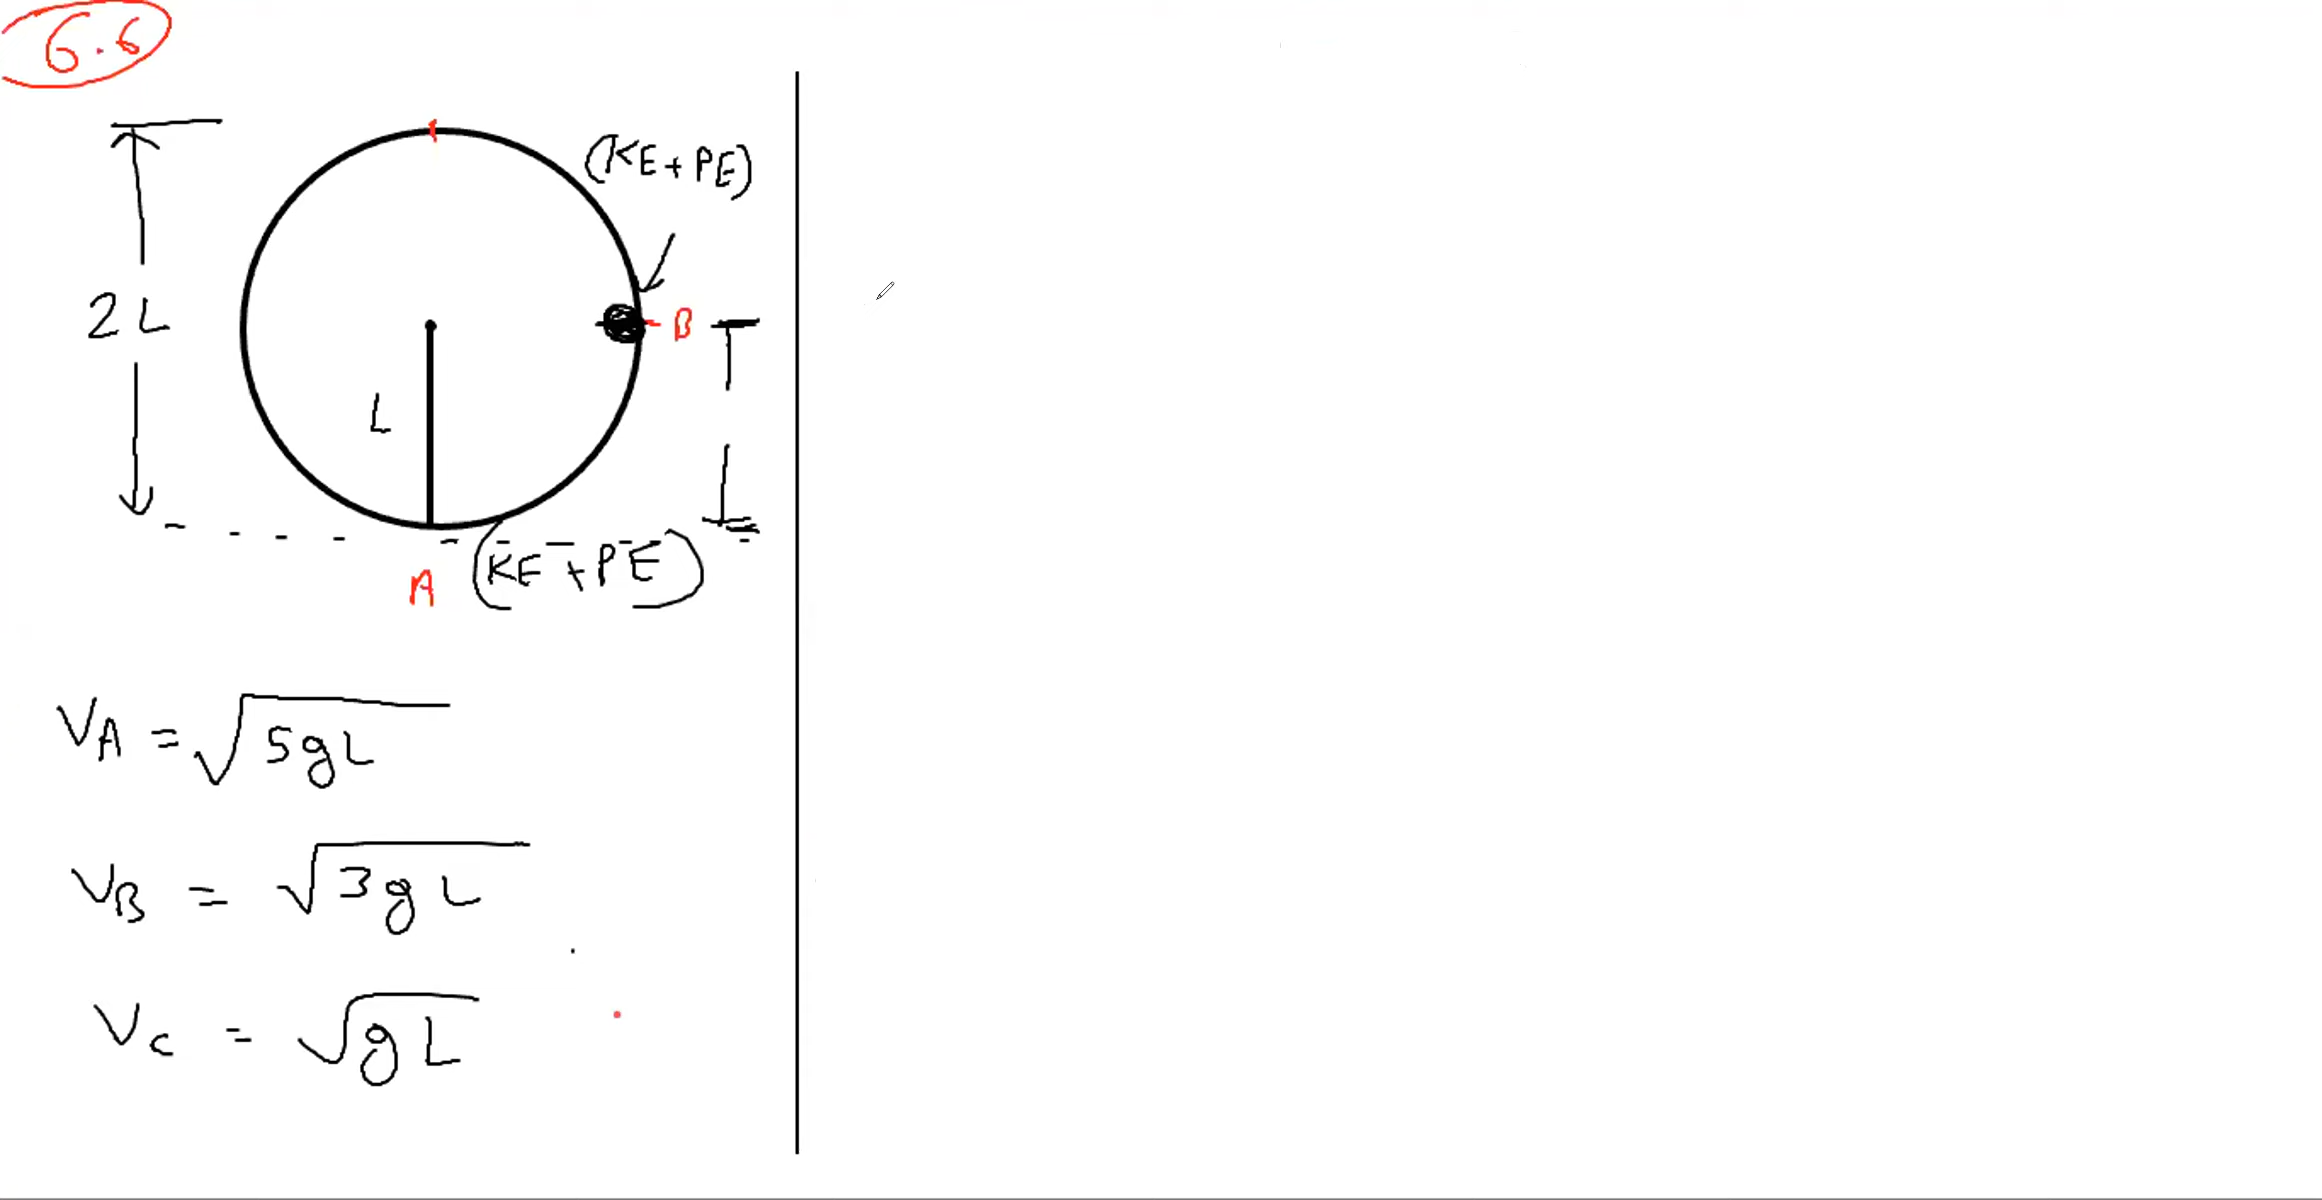 6.6
(KE+PE)
2L
B
L
A
(KE+PE)
VA = √5gL
VB = √3gL
Vc = √gL